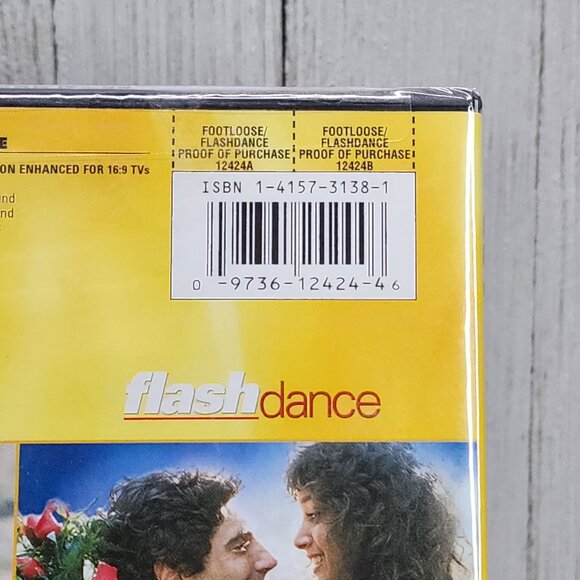 FOOTLOOSE/
FLASHDANCE
PROOF OF PURCHASE
12424A
FOOTLOOSE/
FLASHDANCE
PROOF OF PURCHASE
12424B
ON ENHANCED FOR 16:9 TVs
ISBN 1-4157-3138-1
0 -9736-12424-4 6
flashdance